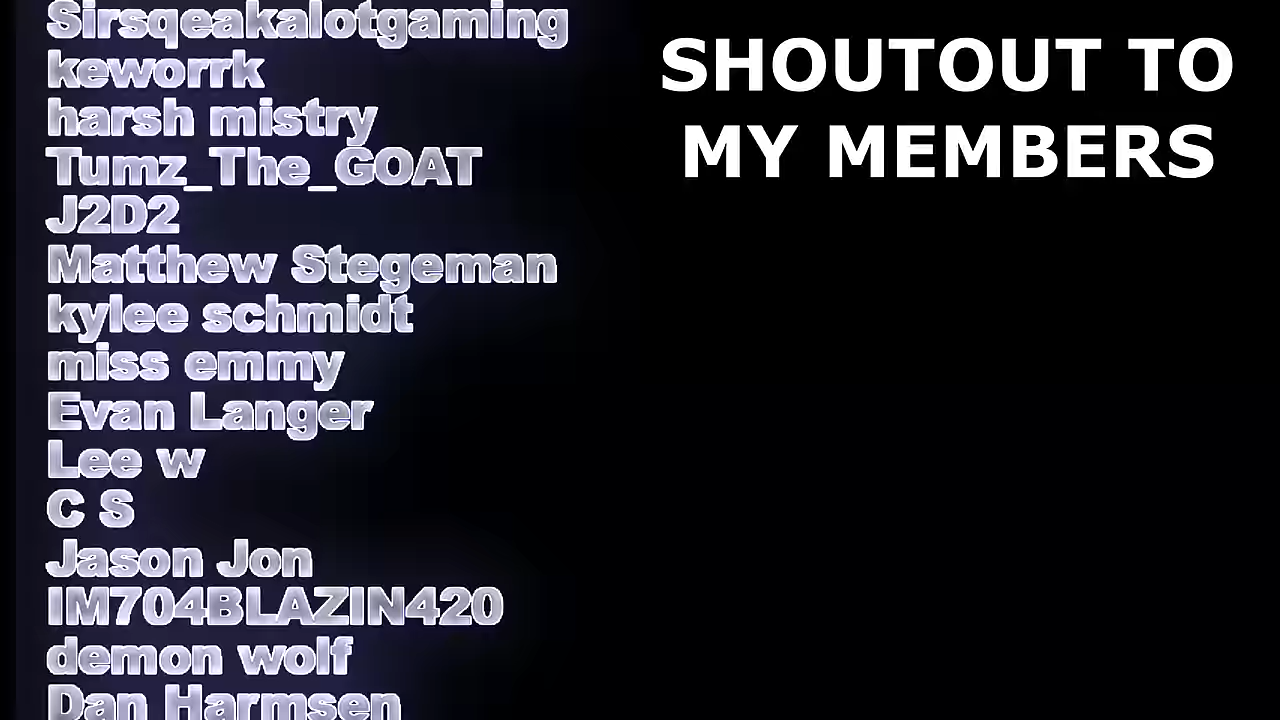 Sirsqeakalotgaming
keworrk
harsh mistry
Tumz_The_GOAT
J2D2
Matthew Stegeman
kylee schmidt
miss emmy
Evan Langer
Lee w
C S
Jason Jon
IM704BLAZIN420
demon wolf
Dan Harmsen
SHOUTOUT TO
MY MEMBERS